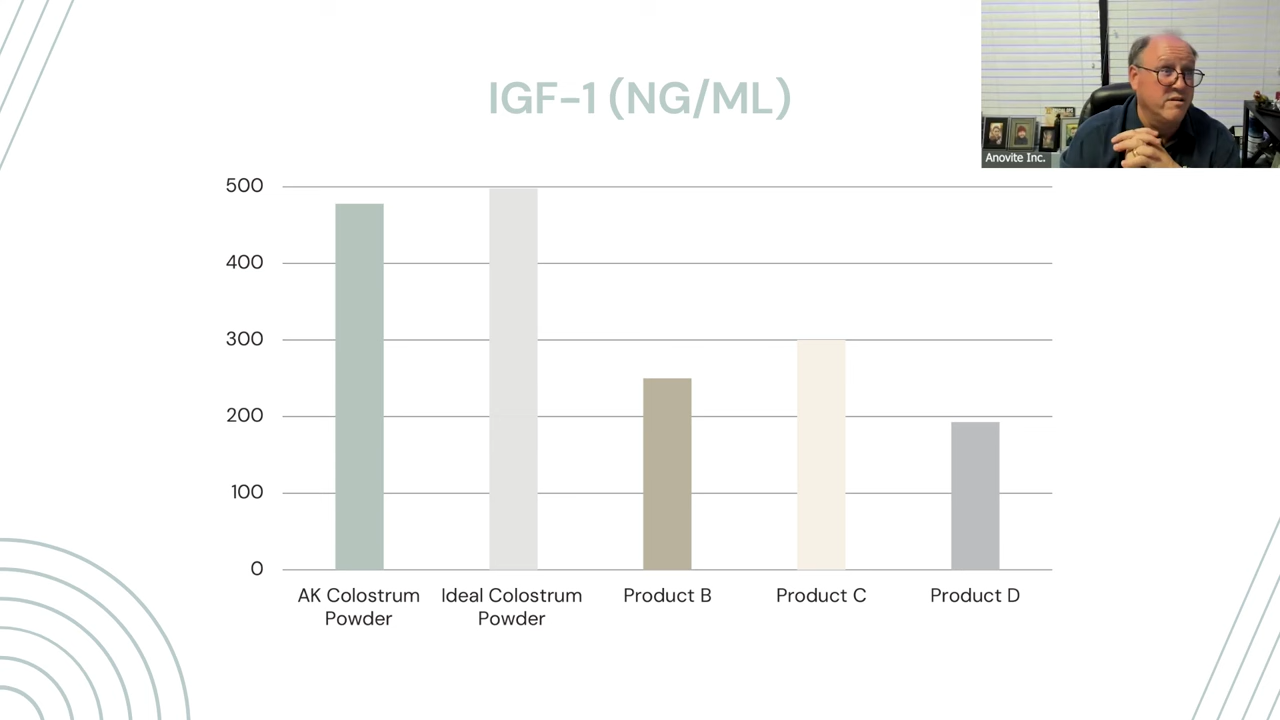 IGF-1 (NG/ML)
Anovite Inc.
500
400
300
200
100
0
AK Colostrum
Powder
Ideal Colostrum
Powder
Product B
Product C
Product D